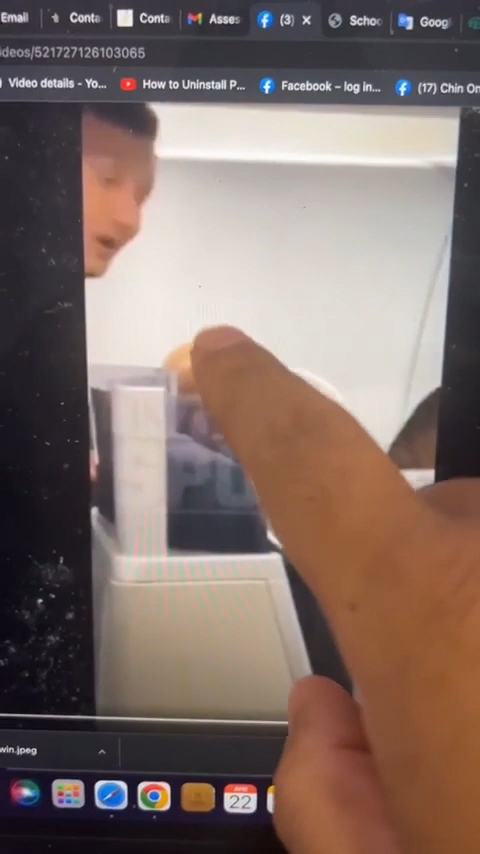 Email Conta Conta Asses (3) Schoo Goog
ideos/521727126103065
Video details - Yo... How to Uninstall P... Facebook – log in... (17) Chin On
win.jpeg
22